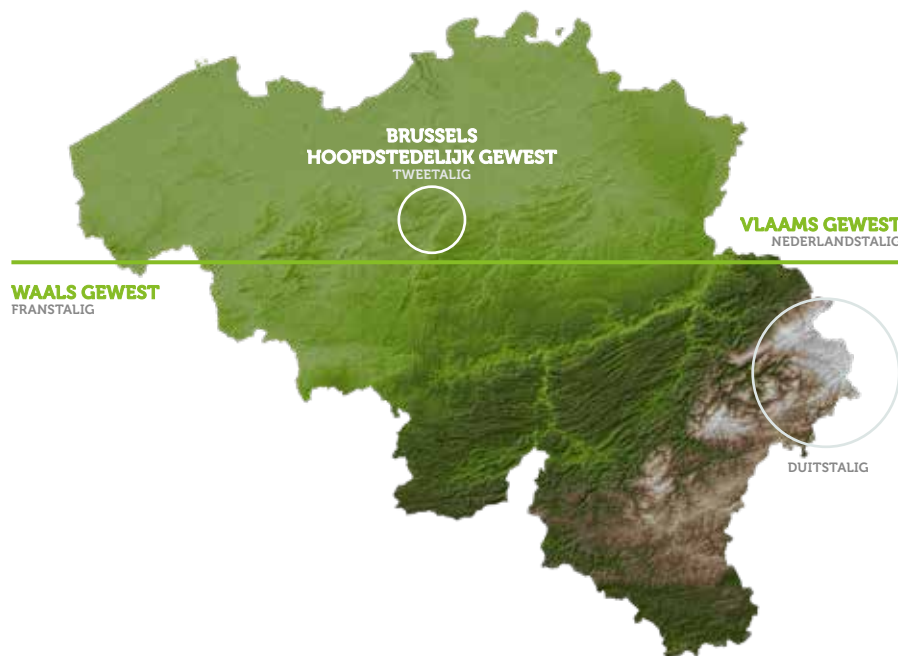 BRUSSELS
HOOFDSTEDELIJK GEWEST
TWEETALIG
VLAAMS GEWEST
NEDERLANDSTALIG
WAALS GEWEST
FRANSTALIG
DUITSTALIG